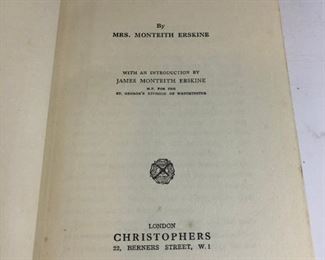 By
MRS. MONTEITH ERSKINE
WITH AN INTRODUCTION BY
JAMES MONTEITH ERSKINE
M.P. FOR THE
ST. GEORGE'S DIVISION OF WESTMINSTER
LONDON
CHRISTOPHERS
22, BERNERS STREET, W. 1